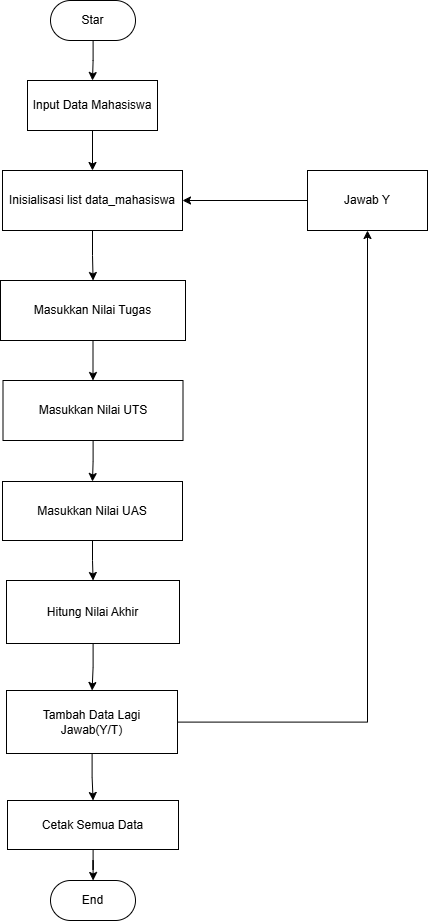 Star
Input Data Mahasiswa
Inisialisasi list data_mahasiswa
Jawab Y
Masukkan Nilai Tugas
Masukkan Nilai UTS
Masukkan Nilai UAS
Hitung Nilai Akhir
Tambah Data Lagi
Jawab(Y/T)
Cetak Semua Data
End